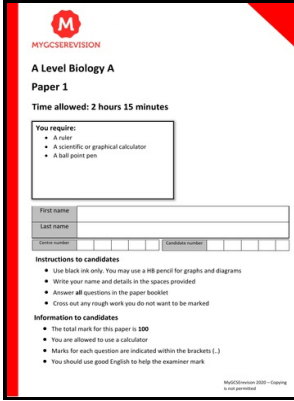 M
MYGCSEREVISION
A Level Biology A
Paper 1
Time allowed: 2 hours 15 minutes
You require:
• A ruler
• A scientific or graphical calculator
• A ball point pen
First name
Last name
Centre number
Candidate number
Instructions to candidates
• Use black ink only. You may use a HB pencil for graphs and diagrams
• Write your name and details in the spaces provided
• Answer all questions in the paper booklet
• Cross out any rough work you do not want to be marked
Information to candidates
• The total mark for this paper is 100
• You are allowed to use a calculator
• Marks for each question are indicated within the brackets (..)
• You should use good English to help the examiner mark
MyGCSErevison 2020 – Copying
is not permitted